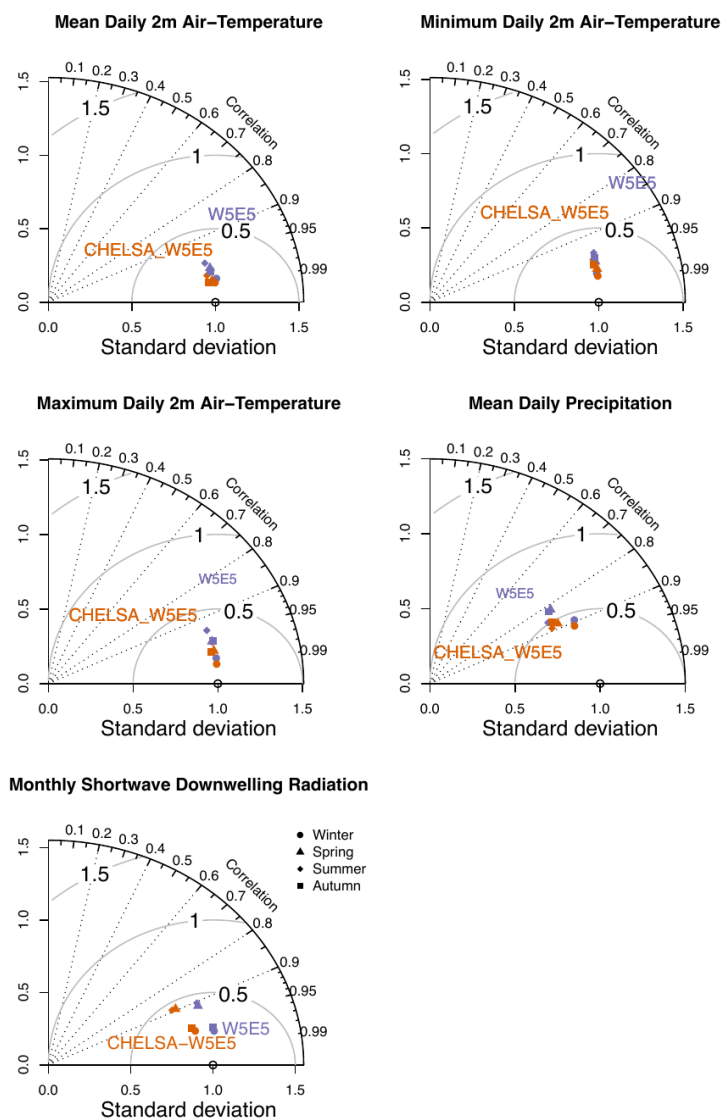 Mean Daily 2m Air−Temperature
1.5
1.0
0.5
0.0
0.1 0.2 0.3 0.4 0.5 0.6 0.7 0.8 0.9 0.95 0.99
Correlation
1.5
1
0.5
W5E5
CHELSA_W5E5
0.0 0.5 1.0 1.5
Standard deviation
Minimum Daily 2m Air−Temperature
1.5
1.0
0.5
0.0
0.1 0.2 0.3 0.4 0.5 0.6 0.7 0.8 0.9 0.95 0.99
Correlation
1.5
1
0.5
W5E5
CHELSA_W5E5
0.0 0.5 1.0 1.5
Standard deviation
Maximum Daily 2m Air−Temperature
1.5
1.0
0.5
0.0
0.1 0.2 0.3 0.4 0.5 0.6 0.7 0.8 0.9 0.95 0.99
Correlation
1.5
1
0.5
W5E5
CHELSA_W5E5
0.0 0.5 1.0 1.5
Standard deviation
Mean Daily Precipitation
1.5
1.0
0.5
0.0
0.1 0.2 0.3 0.4 0.5 0.6 0.7 0.8 0.9 0.95 0.99
Correlation
1.5
1
0.5
W5E5
CHELSA_W5E5
0.0 0.5 1.0 1.5
Standard deviation
Monthly Shortwave Downwelling Radiation
1.5
1.0
0.5
0.0
0.1 0.2 0.3 0.4 0.5 0.6 0.7 0.8 0.9 0.95 0.99
Correlation
1.5
1
0.5
W5E5
CHELSA−W5E5
0.0 0.5 1.0 1.5
Standard deviation
Winter
Spring
Summer
Autumn